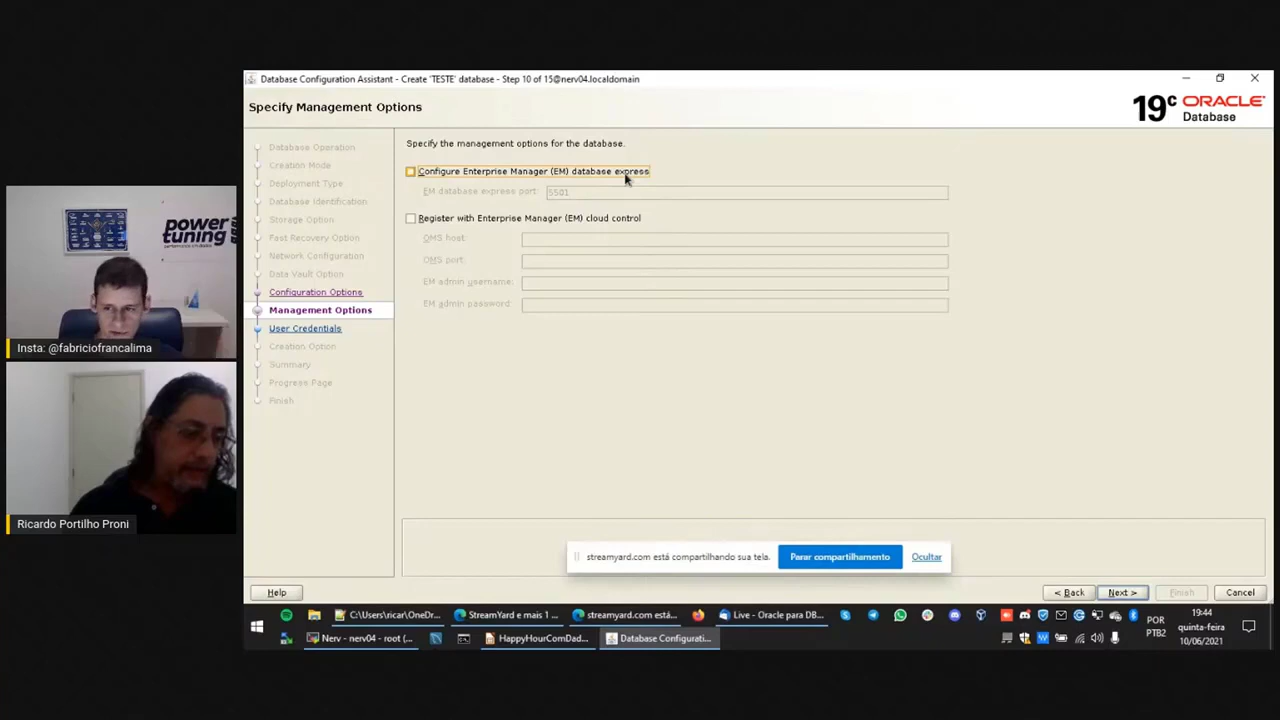 Database Configuration Assistant - Create 'TESTE' database - Step 10 of 15@nerv04.localdomain
Specify Management Options
19c ORACLE
Database
Database Operation
Creation Mode
Deployment Type
Database Identification
Storage Option
Fast Recovery Option
Network Configuration
Data Vault Option
Configuration Options
Management Options
User Credentials
Creation Option
Summary
Progress Page
Finish
Specify the management options for the database.
Configure Enterprise Manager (EM) database express
EM database express port: 5501
Register with Enterprise Manager (EM) cloud control
OMS host:
OMS port:
EM admin username:
EM admin password:
power
tuning
Insta: @fabriciofrancalima
Ricardo Portilho Proni
streamyard.com está compartilhando sua tela.
Parar compartilhamento
Ocultar
Help
< Back
Next >
Finish
Cancel
C:\Users\ricar\OneDr...
StreamYard e mais 1 ...
streamyard.com está...
Live - Oracle para DB...
Nerv - nerv04 - root (...
HappyHourComDad...
Database Configurati...
POR
PTB2
19:44
quinta-feira
10/06/2021